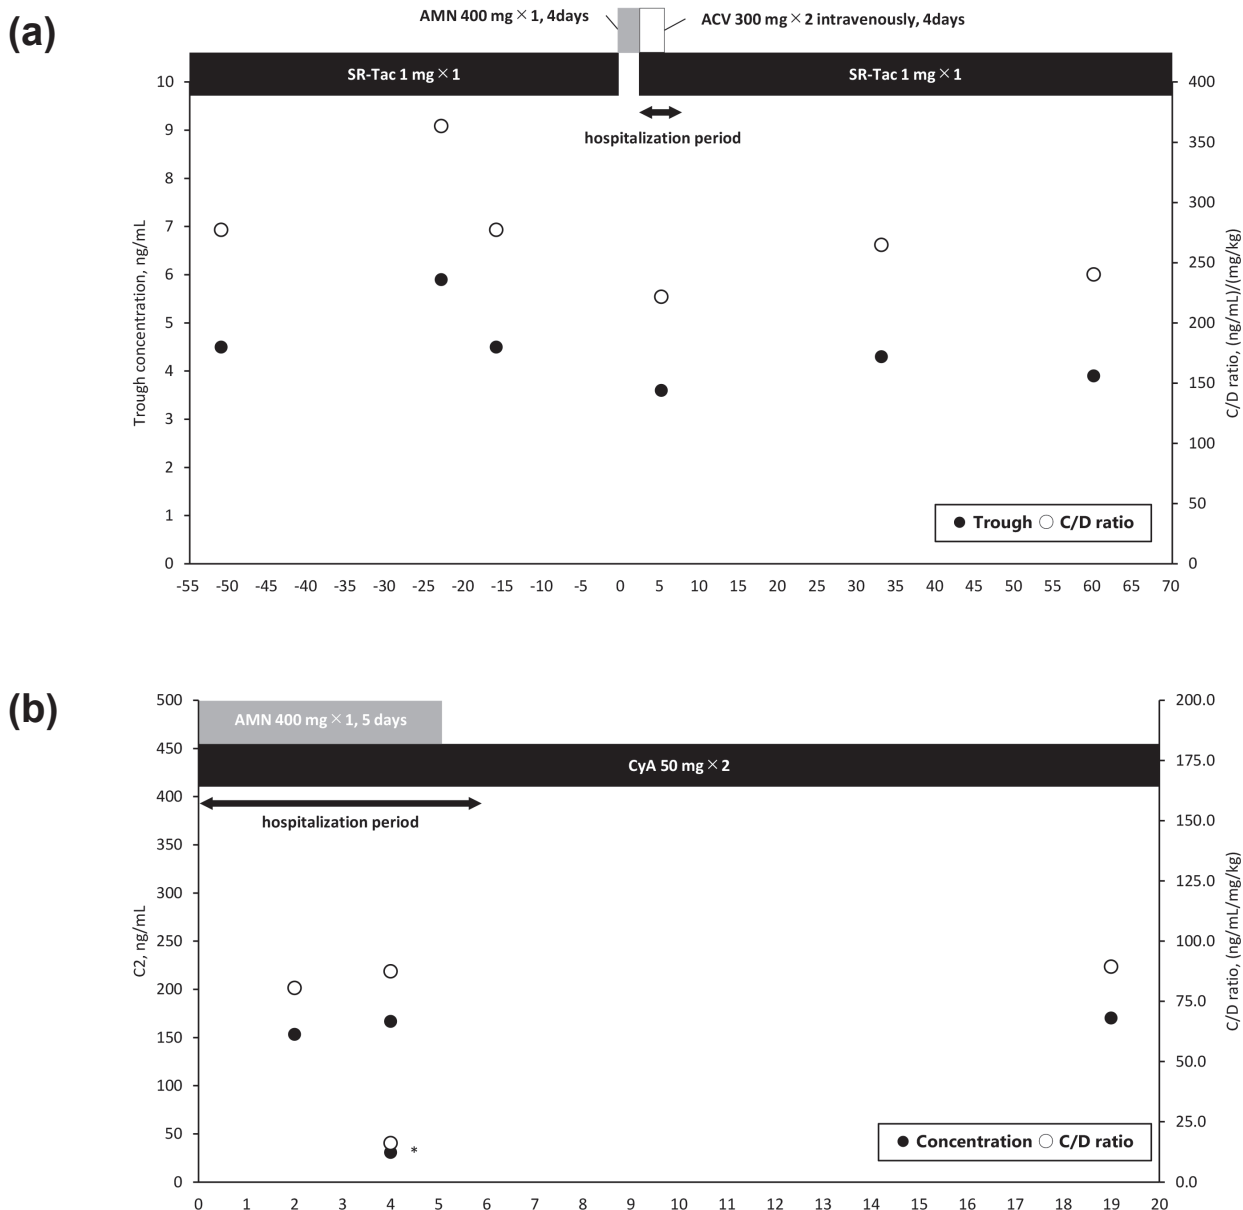 (a)
AMN 400 mg × 1, 4days
ACV 300 mg × 2 intravenously, 4days
SR-Tac 1 mg × 1
SR-Tac 1 mg × 1
hospitalization period
10
9
8
7
6
5
4
3
2
1
0
Trough concentration, ng/mL
400
350
300
250
200
150
100
50
0
C/D ratio, (ng/mL)/(mg/kg)
Trough C/D ratio
-55 -50 -45 -40 -35 -30 -25 -20 -15 -10 -5 0 5 10 15 20 25 30 35 40 45 50 55 60 65 70
(b)
AMN 400 mg × 1, 5 days
CyA 50 mg × 2
hospitalization period
500
450
400
350
300
250
200
150
100
50
0
C2, ng/mL
200.0
175.0
150.0
125.0
100.0
75.0
50.0
25.0
0.0
C/D ratio, (ng/mL/mg/kg)
*
Concentration C/D ratio
0 2 3 4 5 6 7 8 9 10 11 12 13 13 14 15 16 17 18 19 20